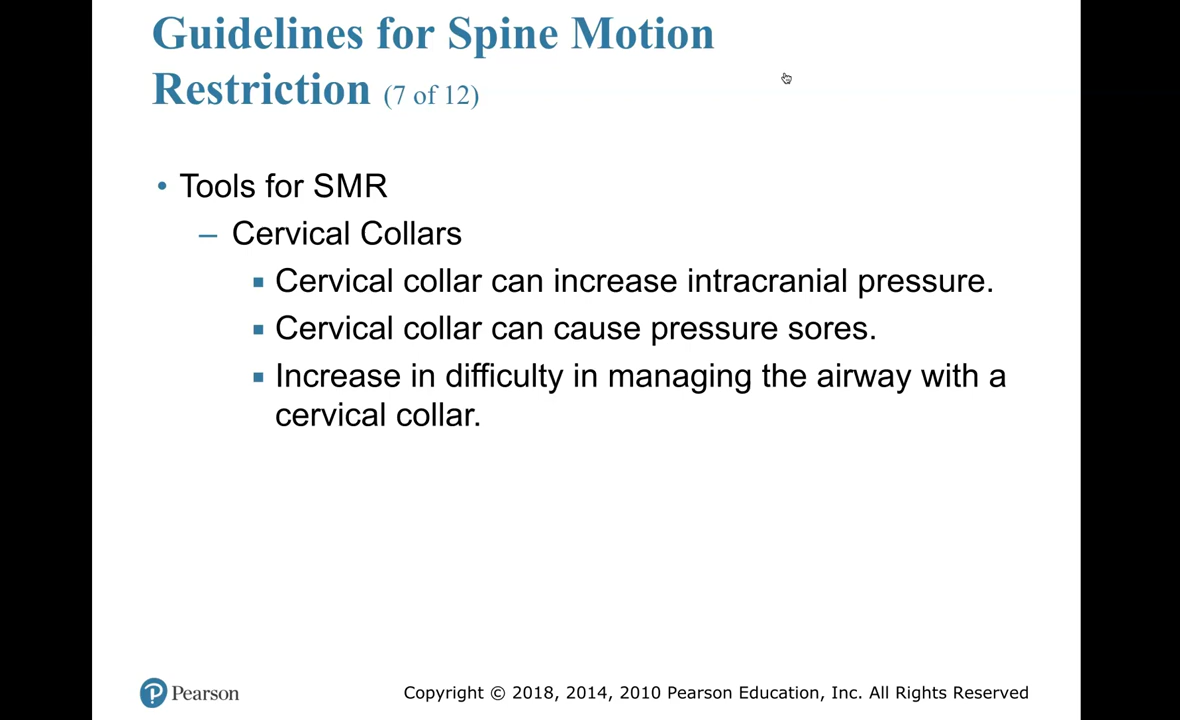 Guidelines for Spine Motion
Restriction (7 of 12)
• Tools for SMR
– Cervical Collars
▪ Cervical collar can increase intracranial pressure.
▪ Cervical collar can cause pressure sores.
▪ Increase in difficulty in managing the airway with a
cervical collar.
Pearson
Copyright © 2018, 2014, 2010 Pearson Education, Inc. All Rights Reserved